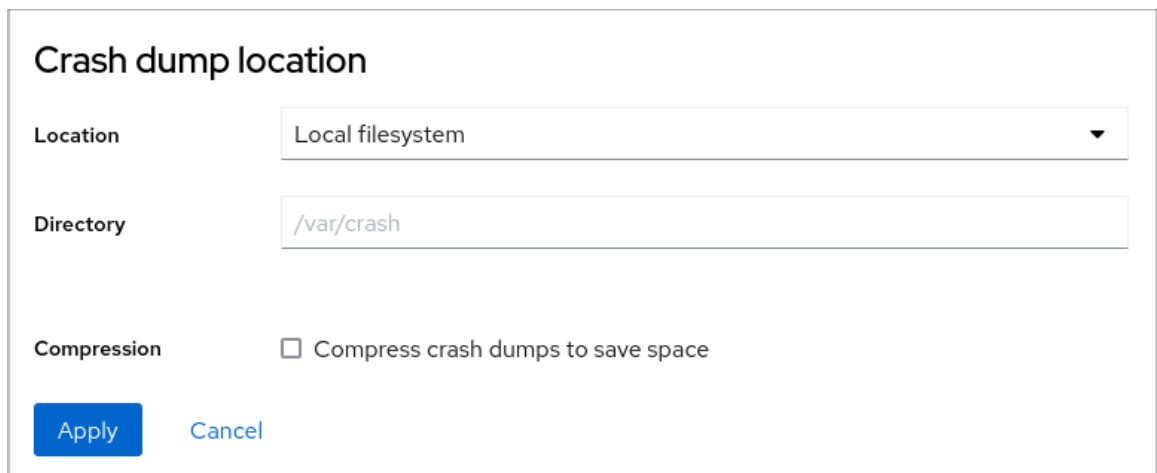 Crash dump location
Location
Local filesystem
Directory
/var/crash
Compression
Compress crash dumps to save space
Apply
Cancel